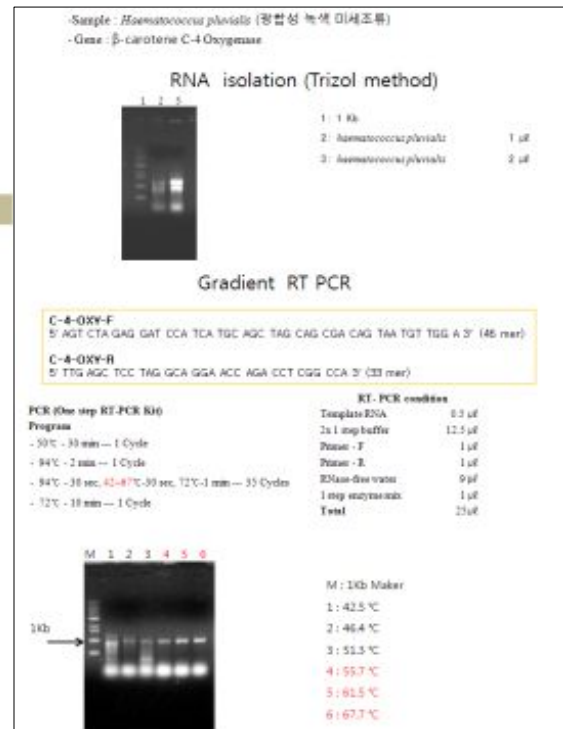 -Sample : Haematococcus pluvialis (광합성 녹색 미세조류)
- Gene : β-carotene C-4 Oxygenase
RNA isolation (Trizol method)
1 2 3
1 : 1 Kb
2 : haematococcus pluvialis 1 μℓ
3 : haematococcus pluvialis 2 μℓ
Gradient RT PCR
C-4-OXY-F
5' AGT CTA GAG GAT CCA TCA TGC AGC TAG CAG CGA CAG TAA TGT TGG A 3' (46 mer)
C-4-OXY-R
5' TTG AGC TCC TAG GCA GGA ACC AGA CCT CGG CCA 3' (33 mer)
PCR (One step RT-PCR Kit)
Program
- 50℃ - 30 min --- 1 Cycle
- 94℃ - 2 min --- 1 Cycle
- 94℃ - 30 sec, 42~67℃-30 sec, 72℃-1 min --- 35 Cycles
- 72℃ - 10 min --- 1 Cycle
RT- PCR condition
Template RNA 0.5 μℓ
2x 1 step buffer 12.5 μℓ
Primer - F 1 μℓ
Primer - R 1 μℓ
RNase-free water 9 μℓ
1 step enzyme mix 1 μℓ
Total 25 μℓ
M 1 2 3 4 5 6
1Kb
M : 1Kb Maker
1 : 42.5 ℃
2 : 46.4 ℃
3 : 51.3 ℃
4 : 55.7 ℃
5 : 61.5 ℃
6 : 67.7 ℃